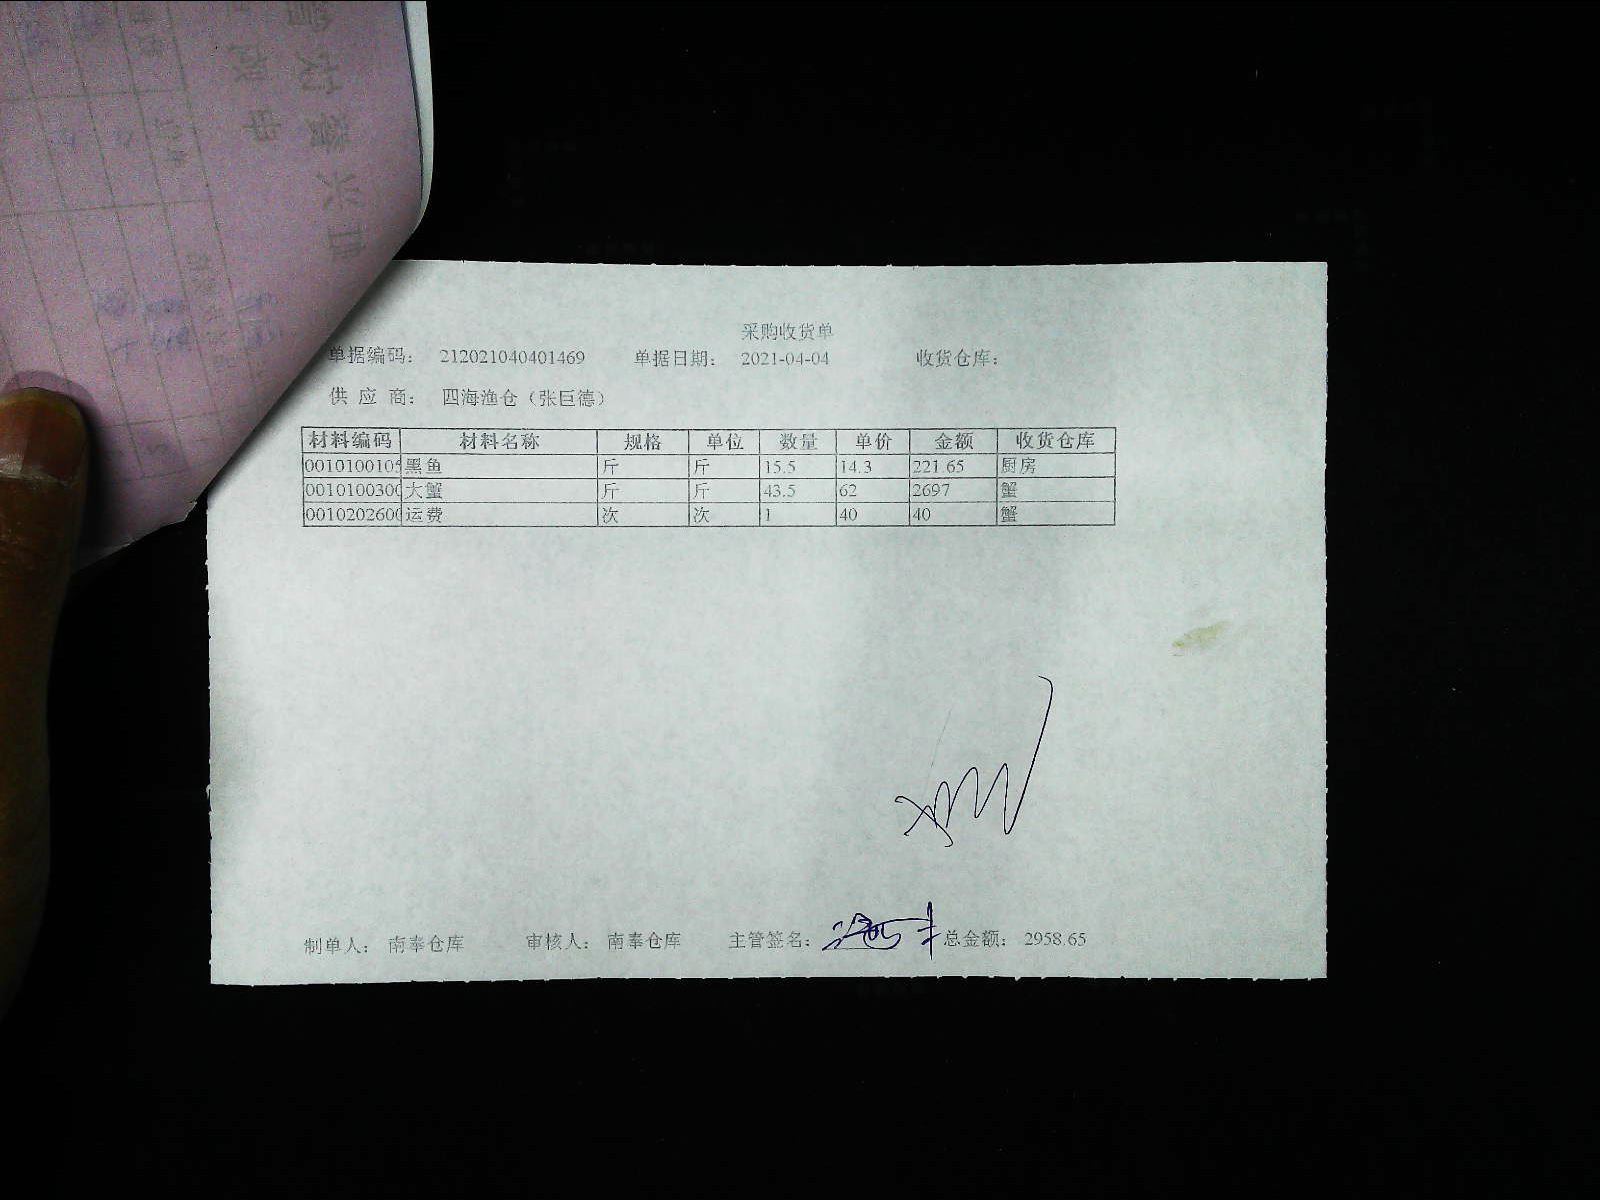 采购收货单
单据编码： 212021040401469 单据日期： 2021-04-04 收货仓库：
供 应 商： 四海渔仓（张巨德）
材料编码 材料名称 规格 单位 数量 单价 金额 收货仓库
0010100105 黑鱼 斤 斤 15.5 14.3 221.65 厨房
0010100300 大蟹 斤 斤 43.5 62 2697 蟹
0010202600 运费 次 次 1 40 40 蟹
制单人： 南奉仓库 审核人： 南奉仓库 主管签名： 总金额： 2958.65